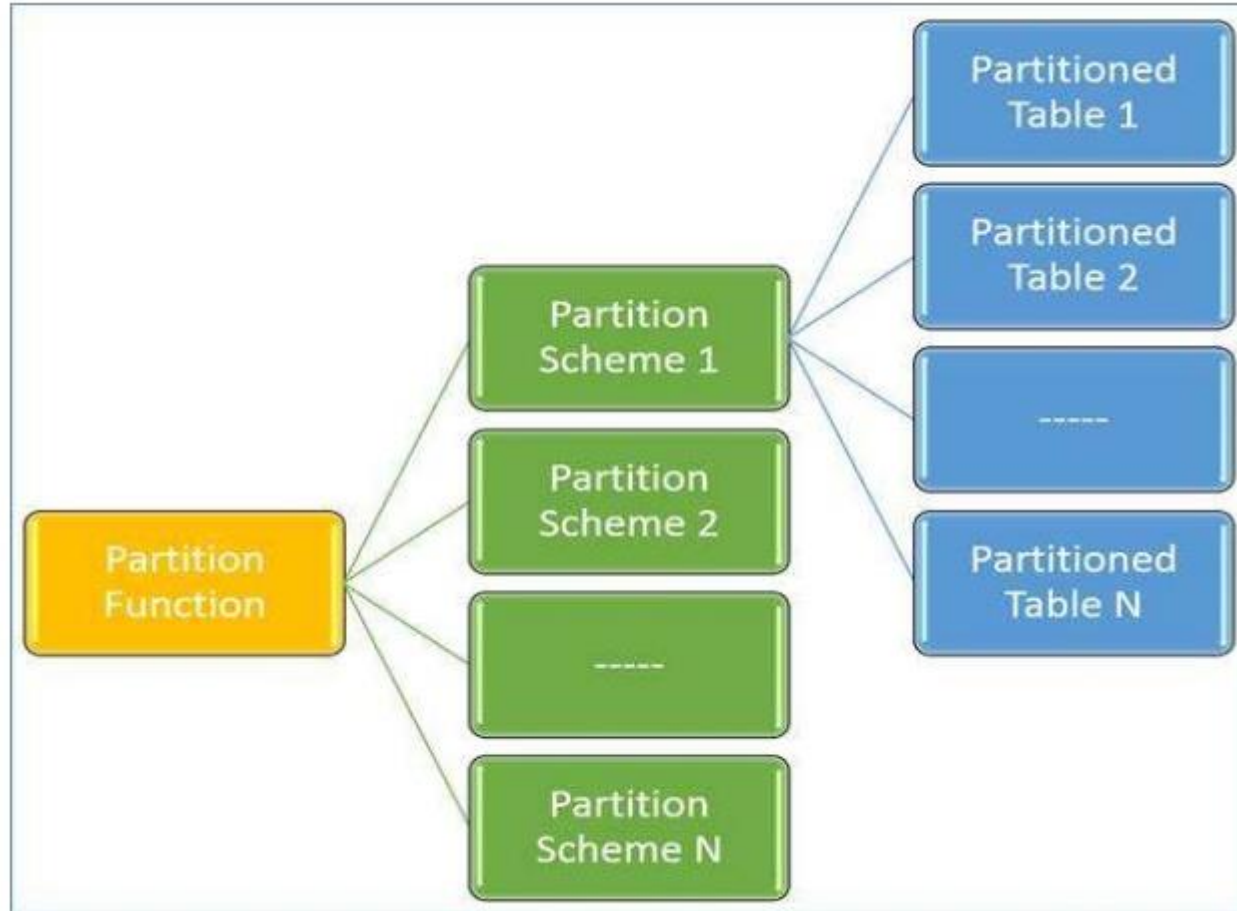 Partition
Function
Partition
Scheme 1
Partition
Scheme 2
-----
Partition
Scheme N
Partitioned
Table 1
Partitioned
Table 2
-----
Partitioned
Table N